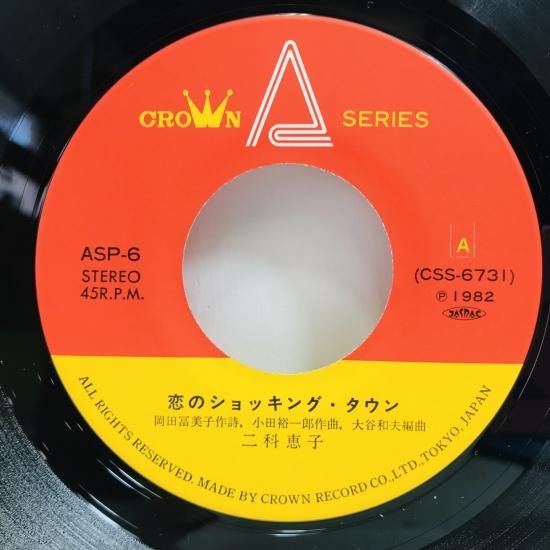 CROWN A SERIES
ASP-6
STEREO
45R.P.M.
A
(CSS-6731)
Ⓟ1982
JASRAC
恋のショッキング・タウン
岡田冨美子作詩, 小田裕一郎作曲, 大谷和夫編曲
二科恵子
ALL RIGHTS RESERVED. MADE BY CROWN RECORD CO.,LTD.,TOKYO,JAPAN